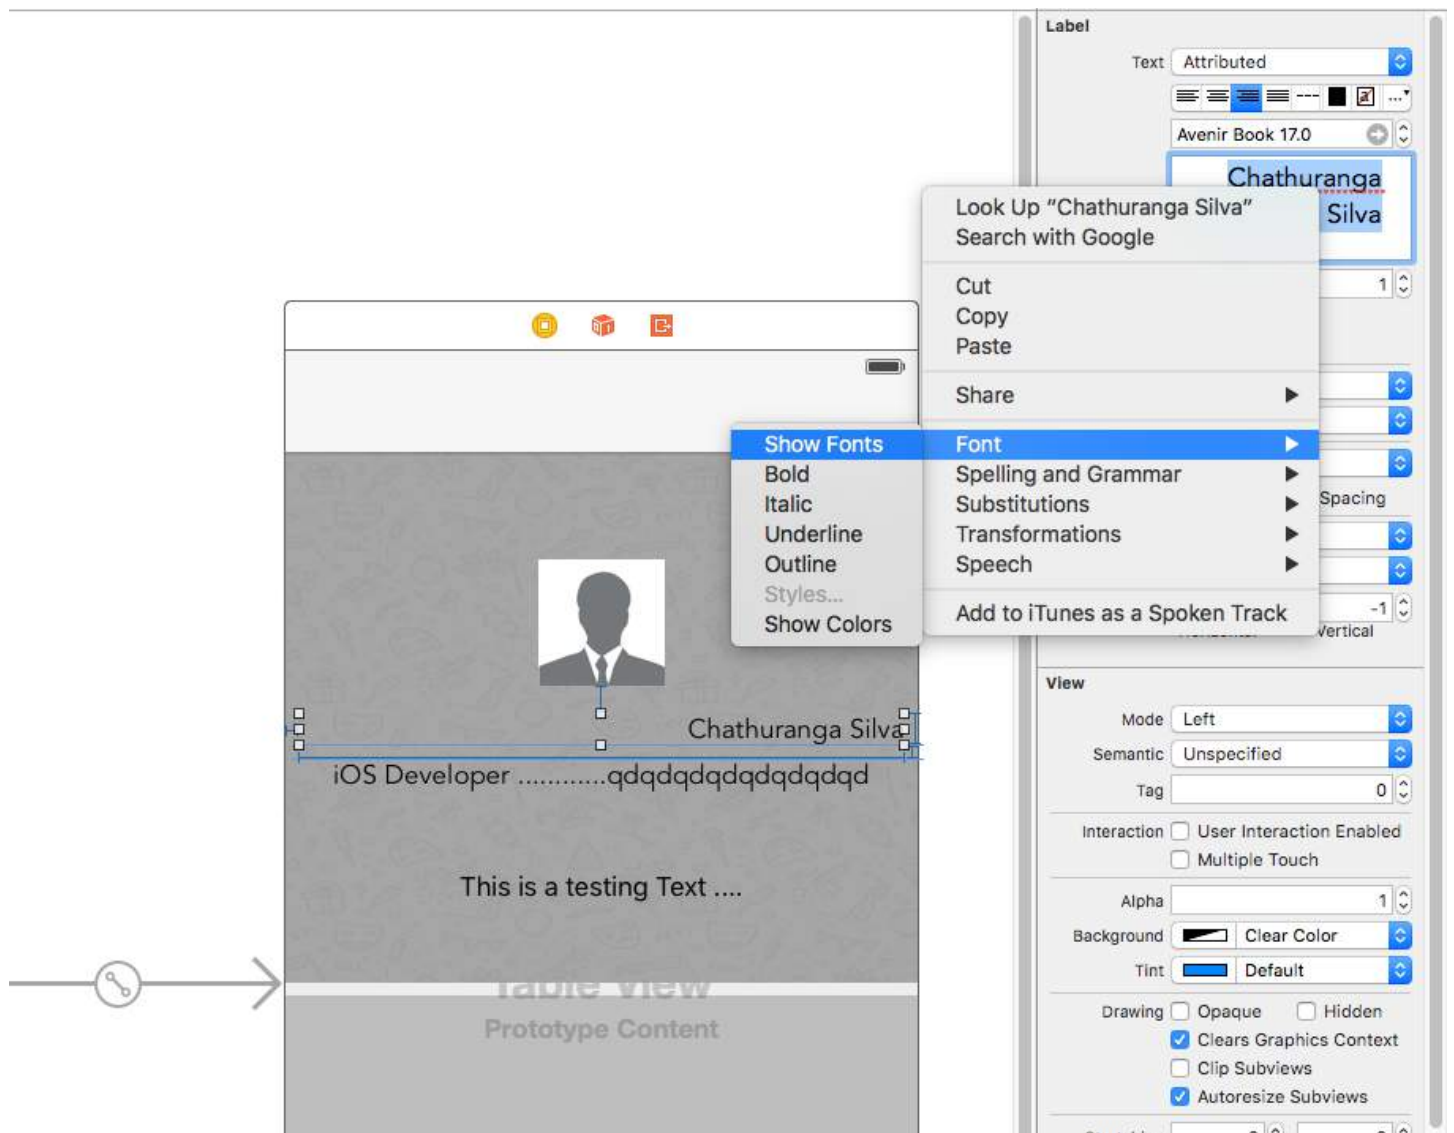 Label
Text Attributed
...
Avenir Book 17.0
Chathuranga
Silva
1
Look Up “Chathuranga Silva”
Search with Google
Cut
Copy
Paste
Share
Font
Spelling and Grammar
Substitutions
Transformations
Speech
Add to iTunes as a Spoken Track
Show Fonts
Bold
Italic
Underline
Outline
Styles...
Show Colors
Spacing
-1
Vertical
Chathuranga Silva
iOS Developer ............qdqdqdqdqdqdqdqd
This is a testing Text ....
Table View
Prototype Content
View
Mode Left
Semantic Unspecified
Tag 0
Interaction User Interaction Enabled
Multiple Touch
Alpha 1
Background Clear Color
Tint Default
Drawing Opaque Hidden
Clears Graphics Context
Clip Subviews
Autoresize Subviews